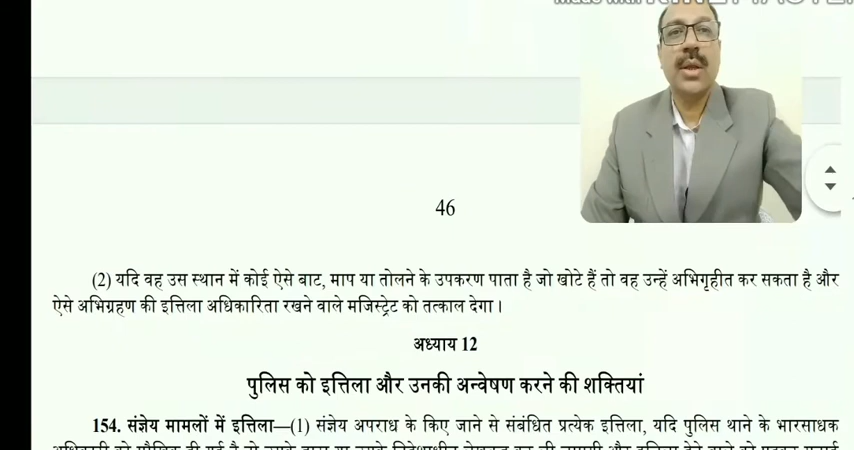 46
(2) यदि वह उस स्थान में कोई ऐसे बाट, माप या तोलने के उपकरण पाता है जो खोटे हैं तो वह उन्हें अभिगृहीत कर सकता है और
ऐसे अभिग्रहण की इत्तिला अधिकारिता रखने वाले मजिस्ट्रेट को तत्काल देगा।
अध्याय 12
पुलिस को इत्तिला और उनकी अन्वेषण करने की शक्तियां
154. संज्ञेय मामलों में इत्तिला—(1) संज्ञेय अपराध के किए जाने से संबंधित प्रत्येक इत्तिला, यदि पुलिस थाने के भारसाधक